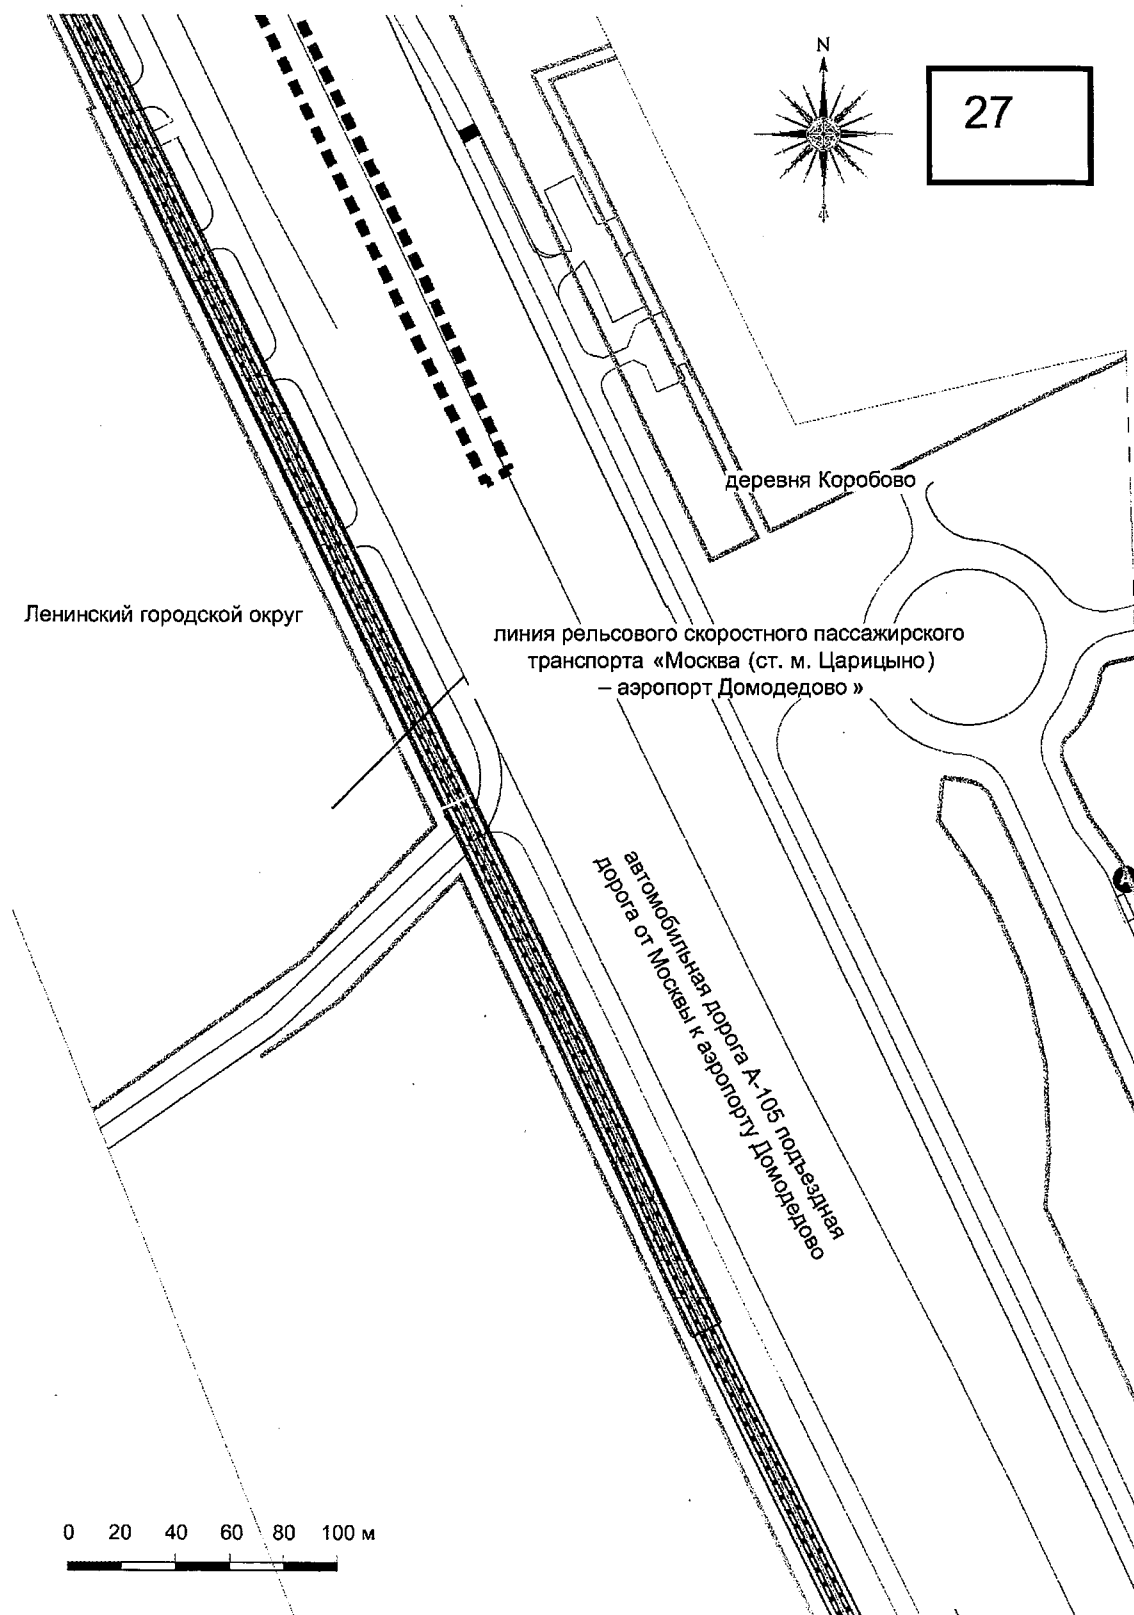 N
27
деревня Коробово
Ленинский городской округ
линия рельсового скоростного пассажирского
транспорта «Москва (ст. м. Царицыно)
– аэропорт Домодедово »
А
автомобильная дорога А-105 подъездная
дорога от Москвы к аэропорту Домодедово
0 20 40 60 80 100 м